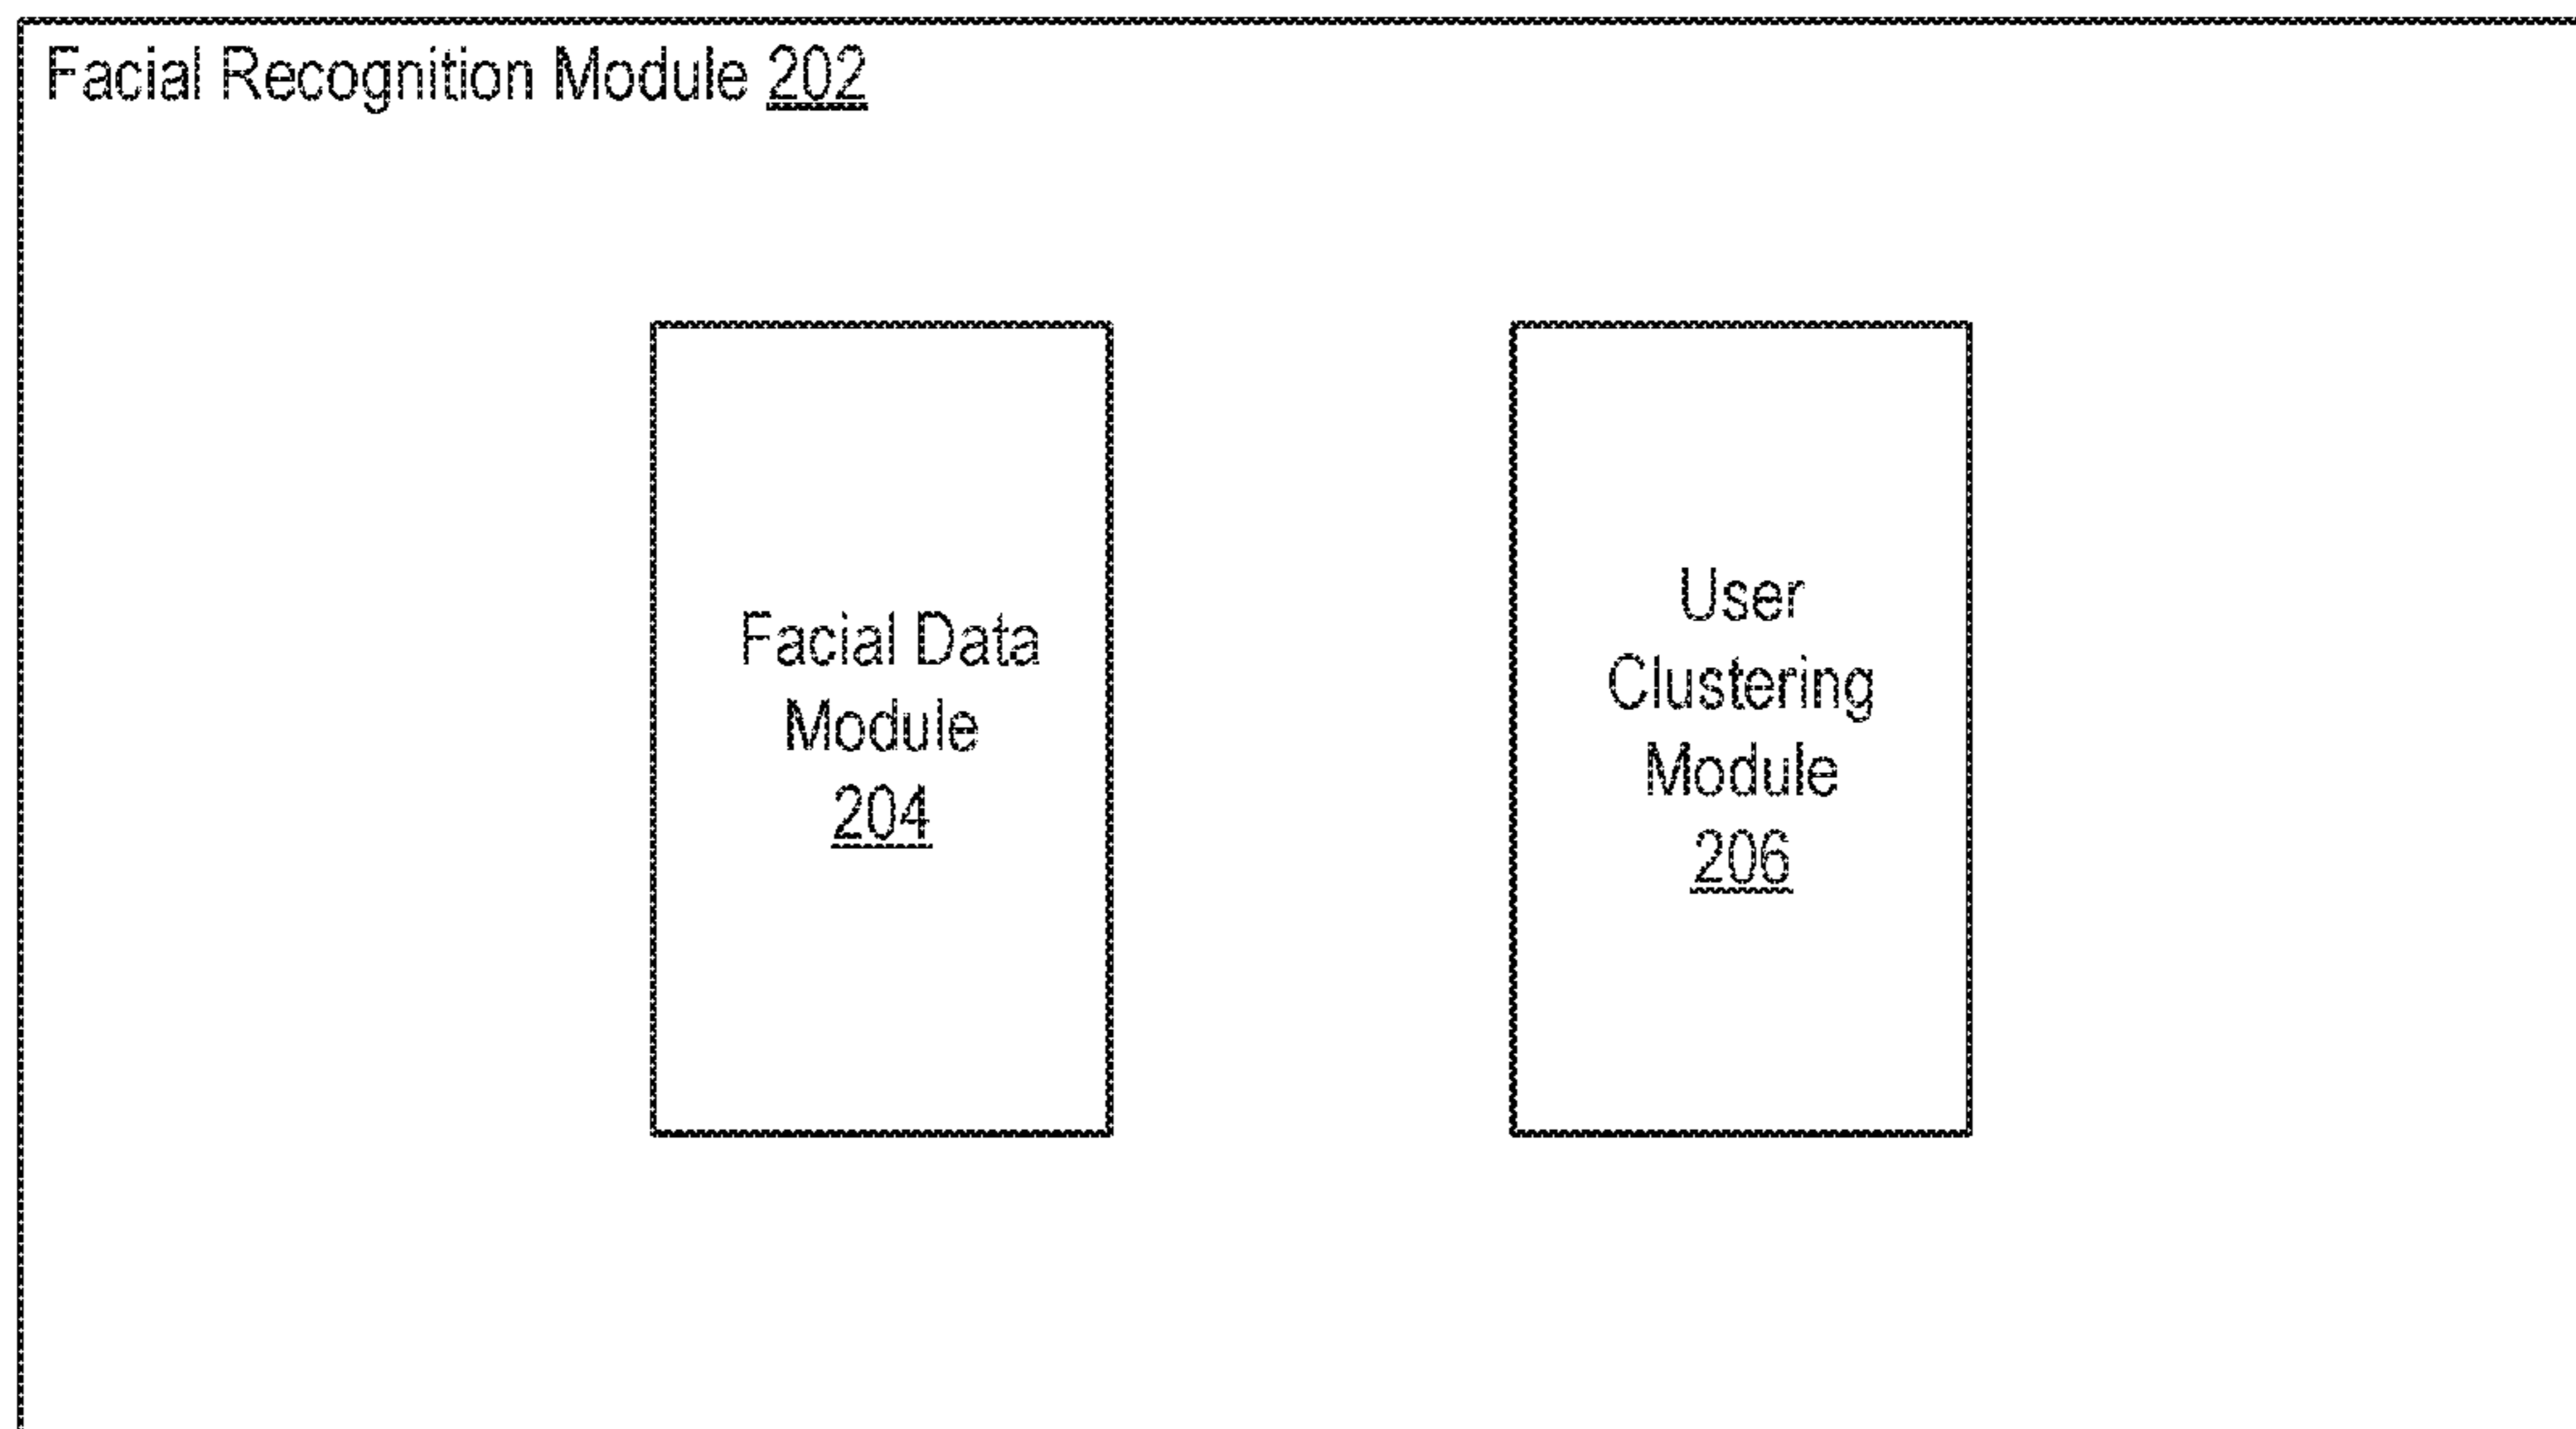 Facial Recognition Module 202
Facial Data
Module
204
User
Clustering
Module
206